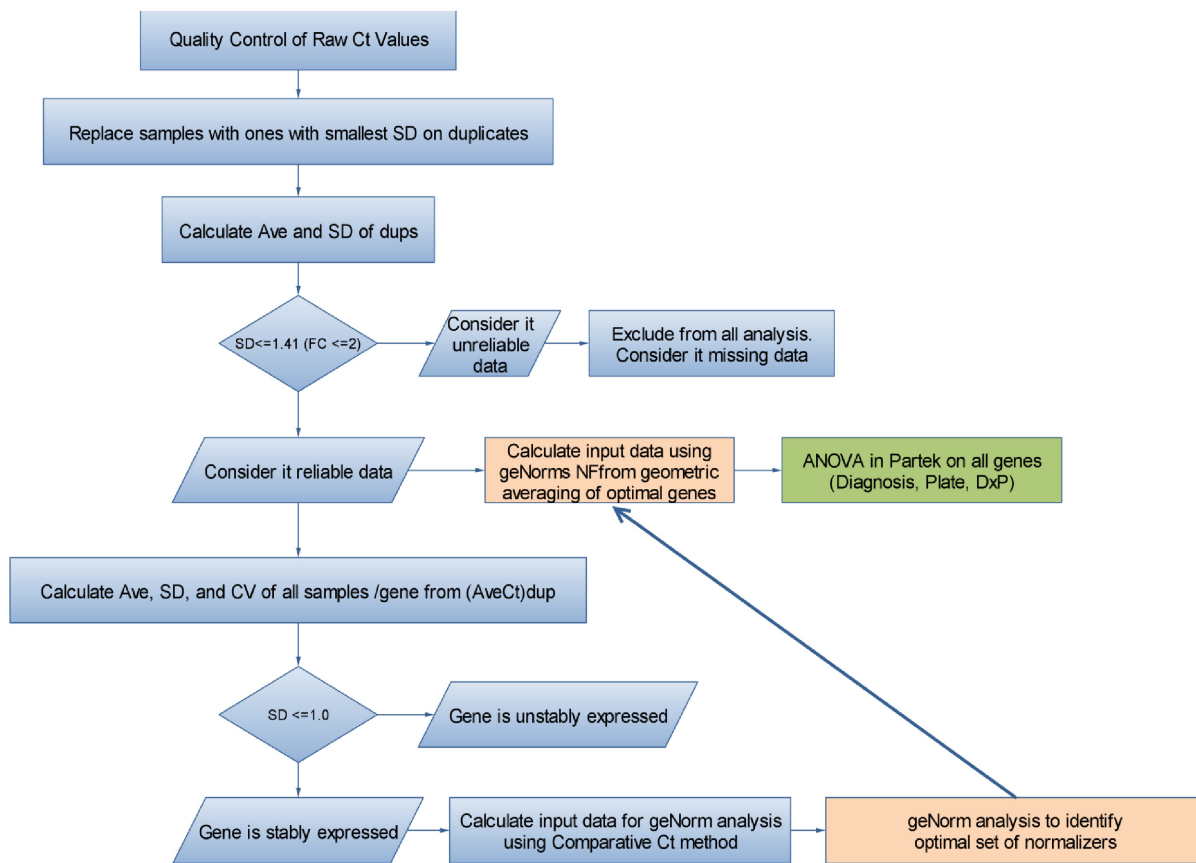 Quality Control of Raw Ct Values
Replace samples with ones with smallest SD on duplicates
Calculate Ave and SD of dups
SD<=1.41 (FC <=2)
Consider it
unreliable
data
Exclude from all analysis.
Consider it missing data
Consider it reliable data
Calculate input data using
geNorms NFfrom geometric
averaging of optimal genes
ANOVA in Partek on all genes
(Diagnosis, Plate, DxP)
Calculate Ave, SD, and CV of all samples /gene from (AveCt)dup
SD <=1.0
Gene is unstably expressed
Gene is stably expressed
Calculate input data for geNorm analysis
using Comparative Ct method
geNorm analysis to identify
optimal set of normalizers